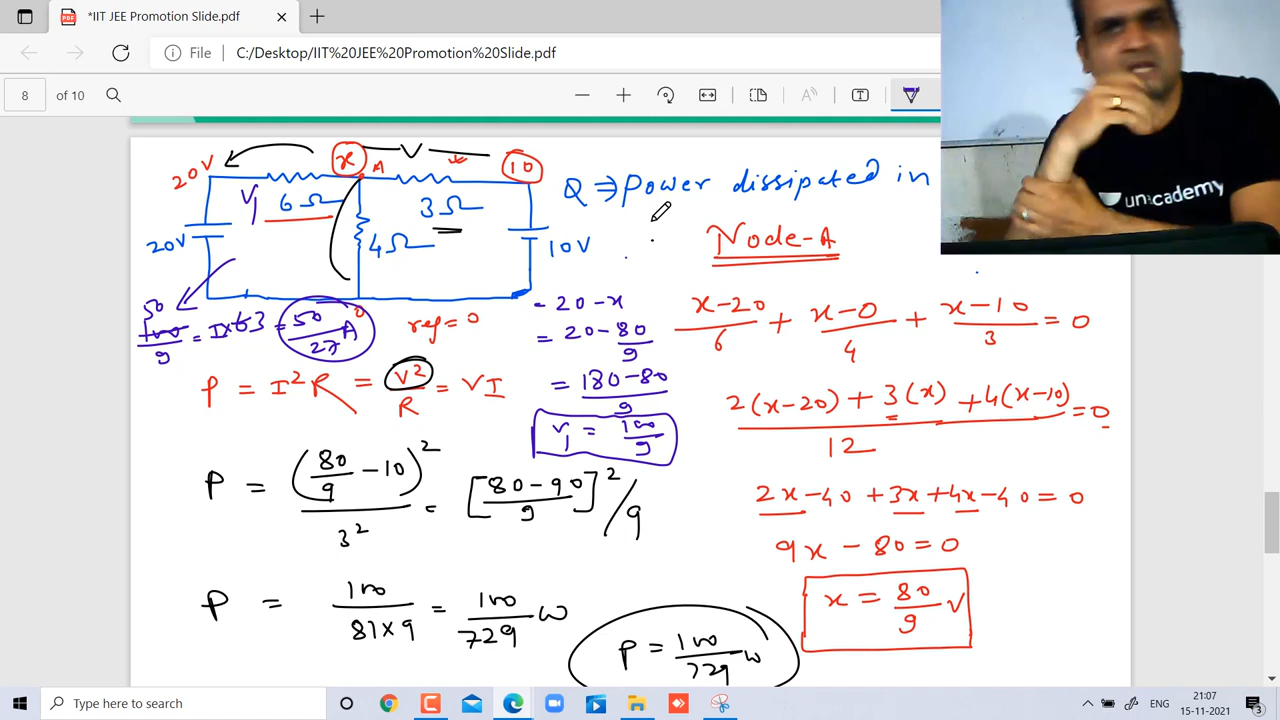 *IIT JEE Promotion Slide.pdf
File C:/Desktop/IIT%20JEE%20Promotion%20Slide.pdf
8 of 10
20V x A V 10
V1 6Ω 3Ω
20V 4Ω 10V
Q ⇒ Power dissipated in
unacademy
Node-A
(x-20)/6 + (x-0)/4 + (x-10)/3 = 0
(2(x-20) + 3(x) + 4(x-10))/12 = 0
2x-40+3x+4x-40=0
9x-80=0
x = 80/9 V
ref=0 0
50
100/9 = I×6 3 = 50/27 A
= 20-x
= 20-80/9
= (180-80)/9
V1 = 100/9
P = I²R = V²/R = VI
P = (80/9 - 10)²/3² = [(80-90)/9]²/9
P = 100/(81×9) = 100/729 W
P = 100/729 W
Type here to search
ENG
21:07
15-11-2021
3